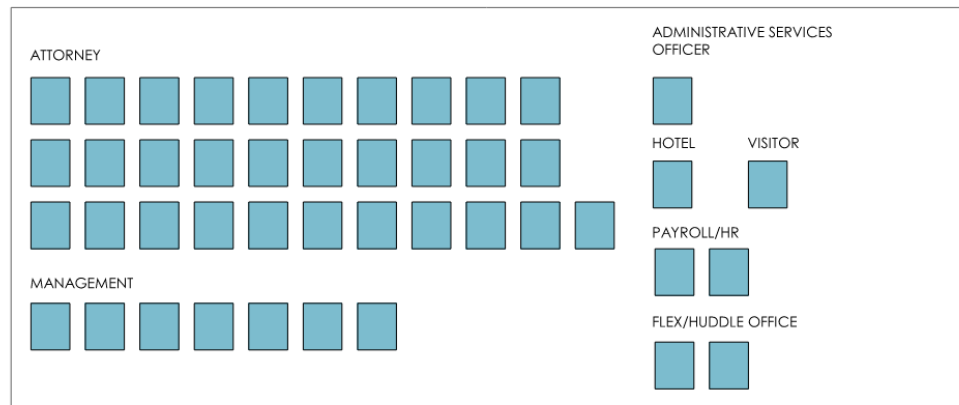 ATTORNEY
MANAGEMENT
ADMINISTRATIVE SERVICES
OFFICER
HOTEL
VISITOR
PAYROLL/HR
FLEX/HUDDLE OFFICE